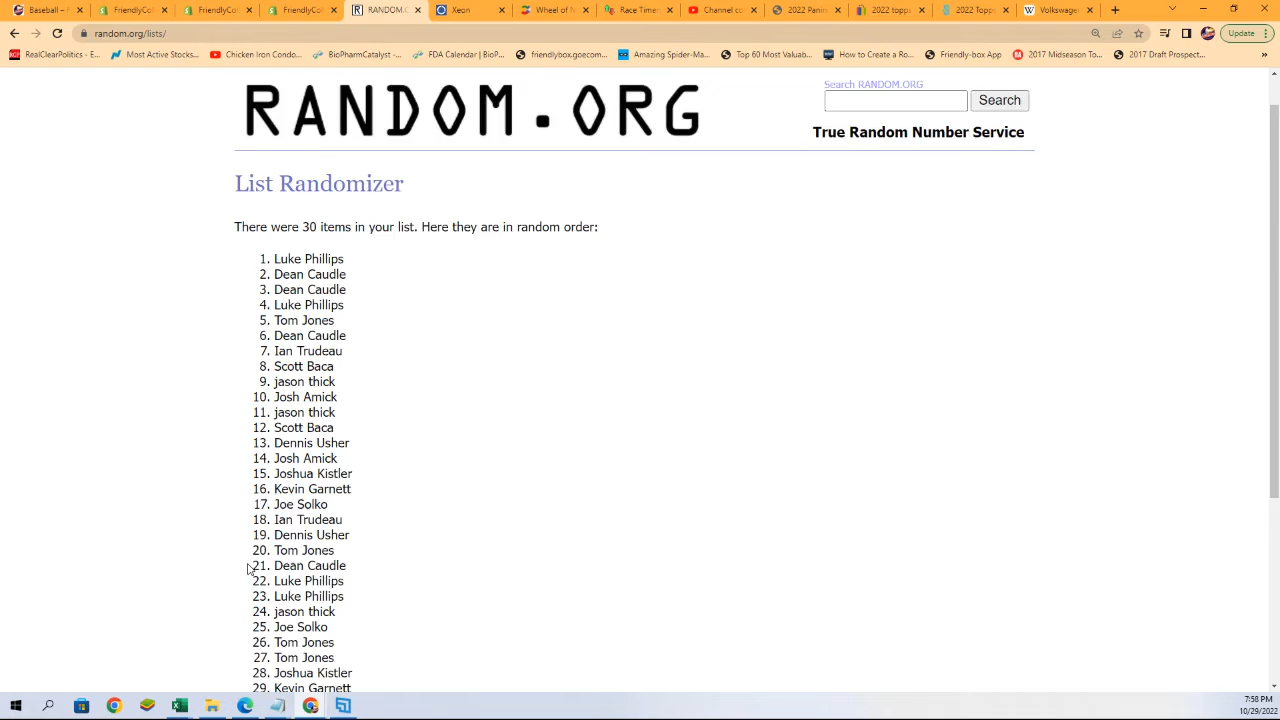 Baseball - F
FriendlyCol
FriendlyCol
FriendlyCol
RANDOM.C
Xeon
Wheel of N
Race Timer
Channel co
2022 Panin
2022 topps
2022 Topps
Volkswage
random.org/lists/
Update
RealClearPolitics - E...
Most Active Stocks...
Chicken Iron Condo...
BioPharmCatalyst -...
FDA Calendar | BioP...
friendlybox.goecom...
Amazing Spider-Ma...
Top 60 Most Valuab...
How to Create a Ro...
Friendly-box App
2017 Midseason To...
2017 Draft Prospect...
»
RANDOM.ORG
Search RANDOM.ORG
Search
True Random Number Service
List Randomizer
There were 30 items in your list. Here they are in random order:
1. Luke Phillips
2. Dean Caudle
3. Dean Caudle
4. Luke Phillips
5. Tom Jones
6. Dean Caudle
7. Ian Trudeau
8. Scott Baca
9. jason thick
10. Josh Amick
11. jason thick
12. Scott Baca
13. Dennis Usher
14. Josh Amick
15. Joshua Kistler
16. Kevin Garnett
17. Joe Solko
18. Ian Trudeau
19. Dennis Usher
20. Tom Jones
21. Dean Caudle
22. Luke Phillips
23. Luke Phillips
24. jason thick
25. Joe Solko
26. Tom Jones
27. Tom Jones
28. Joshua Kistler
29. Kevin Garnett
7:58 PM
10/29/2022